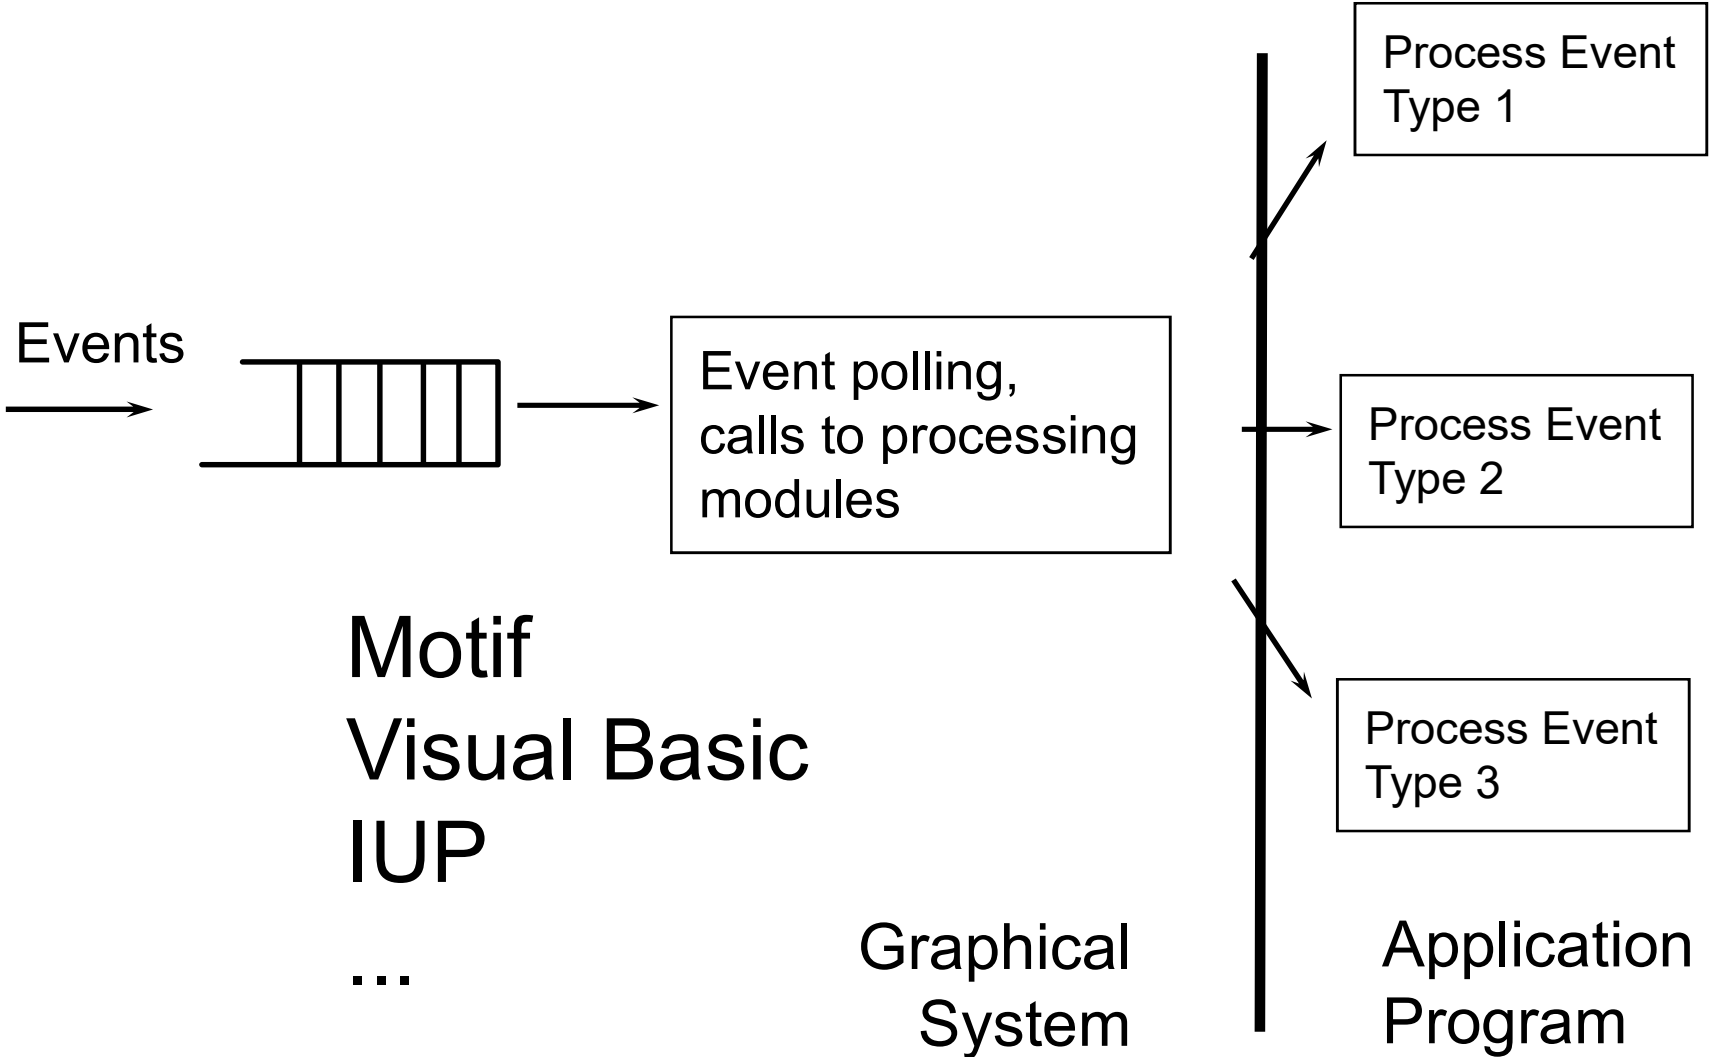 Process Event
Type 1
Events
Event polling,
calls to processing
modules
Process Event
Type 2
Motif
Visual Basic
IUP
...
Process Event
Type 3
Graphical
System
Application
Program